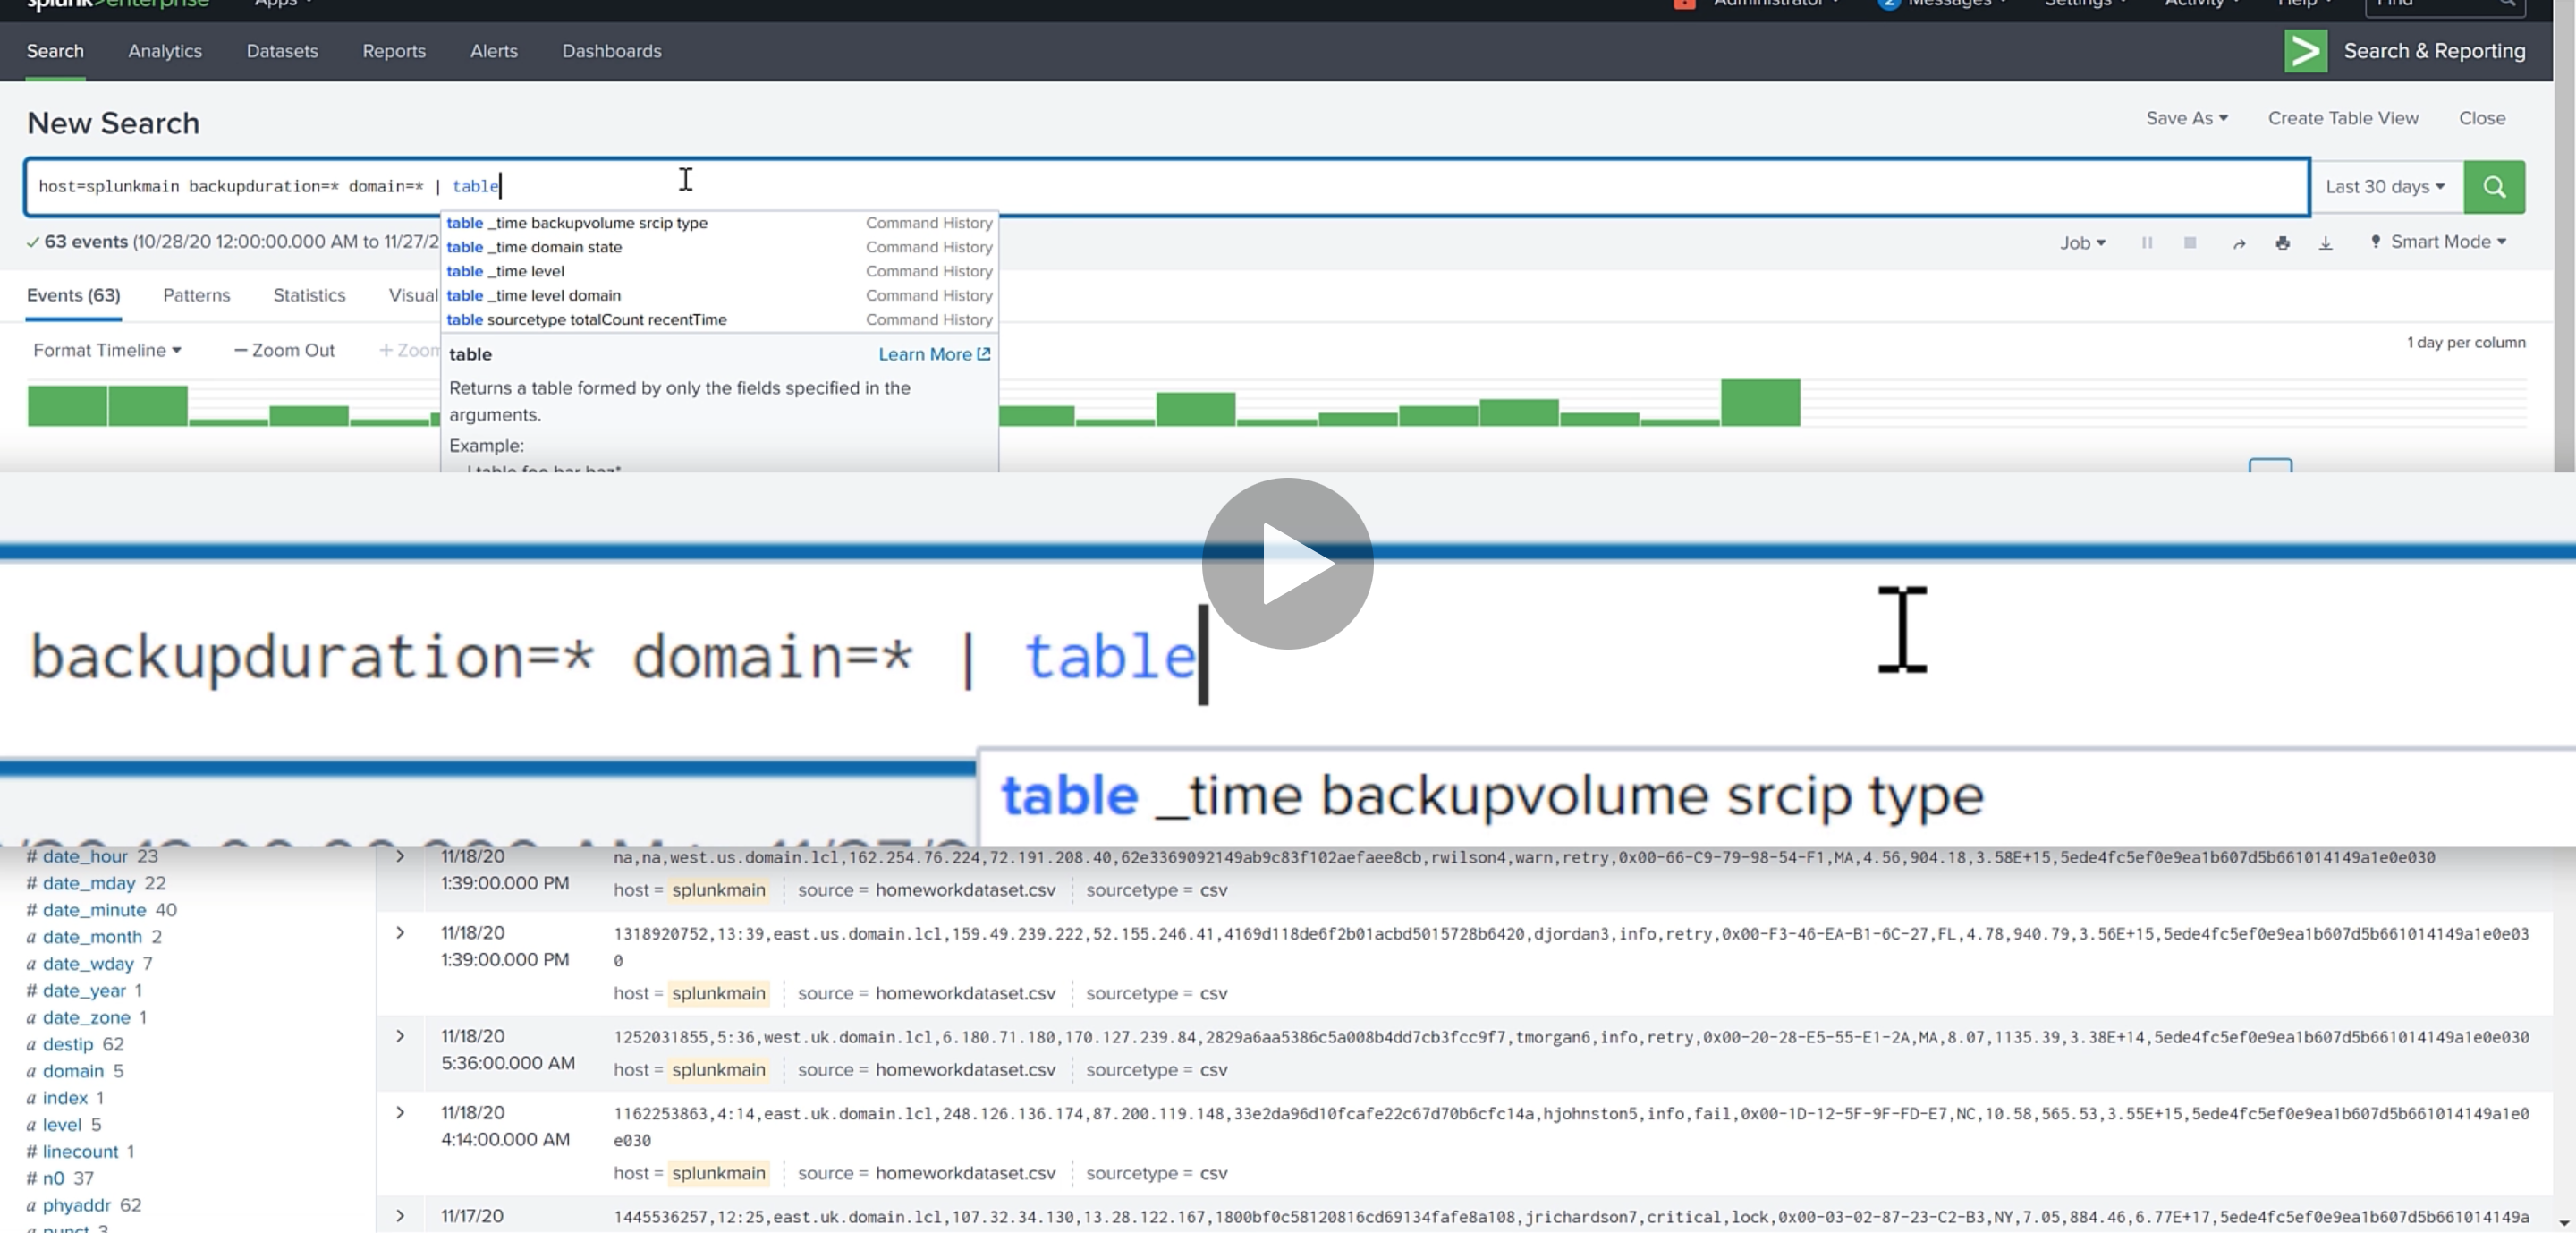 splunk>enterprise Apps Administrator 2 Messages Settings Activity Help Find
Search Analytics Datasets Reports Alerts Dashboards Search & Reporting
New Search Save As Create Table View Close
host=splunkmain backupduration=* domain=* | table Last 30 days
table _time backupvolume srcip type Command History
63 events (10/28/20 12:00:00.000 AM to 11/27/2 Job Smart Mode
table _time domain state Command History
table _time level Command History
Events (63) Patterns Statistics Visual table _time level domain Command History
table sourcetype totalCount recentTime Command History
Format Timeline — Zoom Out + Zoom table Learn More 1 day per column
Returns a table formed by only the fields specified in the
arguments.
Example:
| table foo bar baz*
backupduration=* domain=* | table
table _time backupvolume srcip type
# date_hour 23
# date_mday 22
# date_minute 40
a date_month 2
a date_wday 7
# date_year 1
a date_zone 1
a destip 62
a domain 5
a index 1
a level 5
# linecount 1
# n0 37
a phyaddr 62
a punct 3
11/18/20 na,na,west.us.domain.lcl,162.254.76.224,72.191.208.40,62e3369092149ab9c83f102aefaee8cb,rwilson4,warn,retry,0x00-66-C9-79-98-54-F1,MA,4.56,904.18,3.58E+15,5ede4fc5ef0e9ea1b607d5b661014149a1e0e030
1:39:00.000 PM host = splunkmain source = homeworkdataset.csv sourcetype = csv
11/18/20 1318920752,13:39,east.us.domain.lcl,159.49.239.222,52.155.246.41,4169d118de6f2b01acbd5015728b6420,djordan3,info,retry,0x00-F3-46-EA-B1-6C-27,FL,4.78,940.79,3.56E+15,5ede4fc5ef0e9ea1b607d5b661014149a1e0e03
1:39:00.000 PM 0
host = splunkmain source = homeworkdataset.csv sourcetype = csv
11/18/20 1252031855,5:36,west.uk.domain.lcl,6.180.71.180,170.127.239.84,2829a6aa5386c5a008b4dd7cb3fcc9f7,tmorgan6,info,retry,0x00-20-28-E5-55-E1-2A,MA,8.07,1135.39,3.38E+14,5ede4fc5ef0e9ea1b607d5b661014149a1e0e030
5:36:00.000 AM host = splunkmain source = homeworkdataset.csv sourcetype = csv
11/18/20 1162253863,4:14,east.uk.domain.lcl,248.126.136.174,87.200.119.148,33e2da96d10fcafe22c67d70b6cfc14a,hjohnston5,info,fail,0x00-1D-12-5F-9F-FD-E7,NC,10.58,565.53,3.55E+15,5ede4fc5ef0e9ea1b607d5b661014149a1e0
4:14:00.000 AM e030
host = splunkmain source = homeworkdataset.csv sourcetype = csv
11/17/20 1445536257,12:25,east.uk.domain.lcl,107.32.34.130,13.28.122.167,1800bf0c58120816cd69134fafe8a108,jrichardson7,critical,lock,0x00-03-02-87-23-C2-B3,NY,7.05,884.46,6.77E+17,5ede4fc5ef0e9ea1b607d5b661014149a